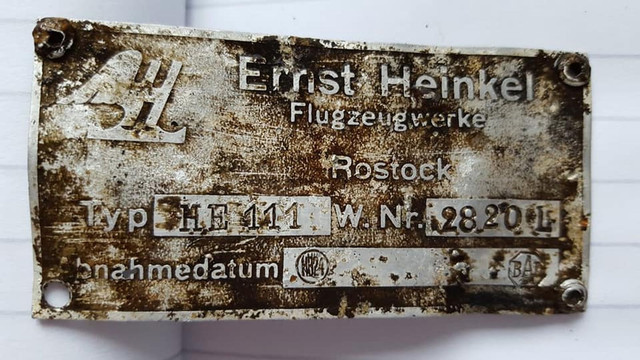 Ernst Heinkel
Flugzeugwerke
Rostock
Typ HE 111 W. Nr. 2820 L
bnahmedatum